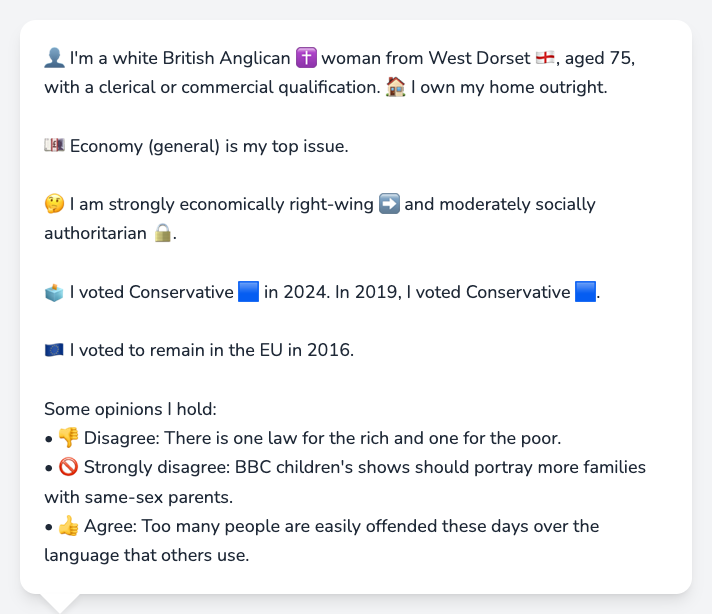 👤 I'm a white British Anglican ✝️ woman from West Dorset 🏴󠁧󠁢󠁥󠁮󠁧󠁿, aged 75,
with a clerical or commercial qualification. 🏠 I own my home outright.
💷 Economy (general) is my top issue.
🤔 I am strongly economically right-wing ➡️ and moderately socially
authoritarian 🔒.
🗳️ I voted Conservative 🟦 in 2024. In 2019, I voted Conservative 🟦.
🇪🇺 I voted to remain in the EU in 2016.
Some opinions I hold:
• 👎 Disagree: There is one law for the rich and one for the poor.
• 🚫 Strongly disagree: BBC children's shows should portray more families
with same-sex parents.
• 👍 Agree: Too many people are easily offended these days over the
language that others use.